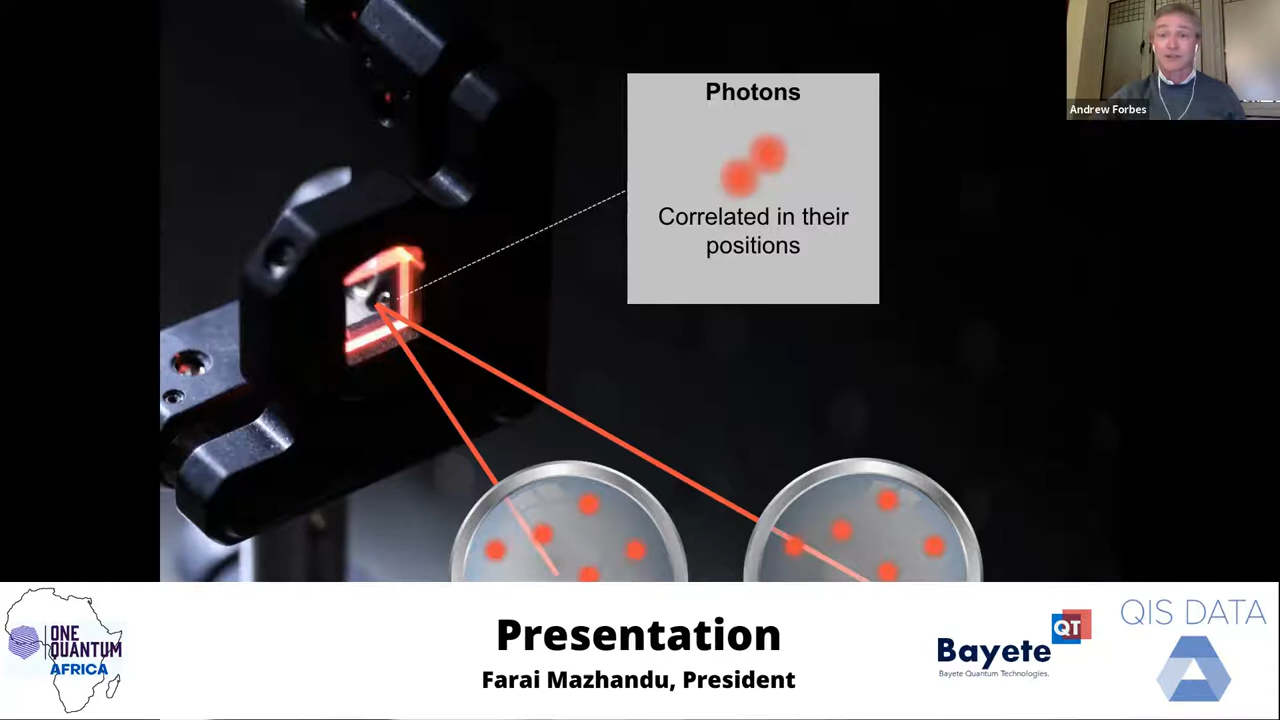 Photons
Correlated in their
positions
Andrew Forbes
ONE
QUANTUM
AFRICA
Presentation
Farai Mazhandu, President
QT
Bayete
Bayete Quantum Technologies.
QIS DATA